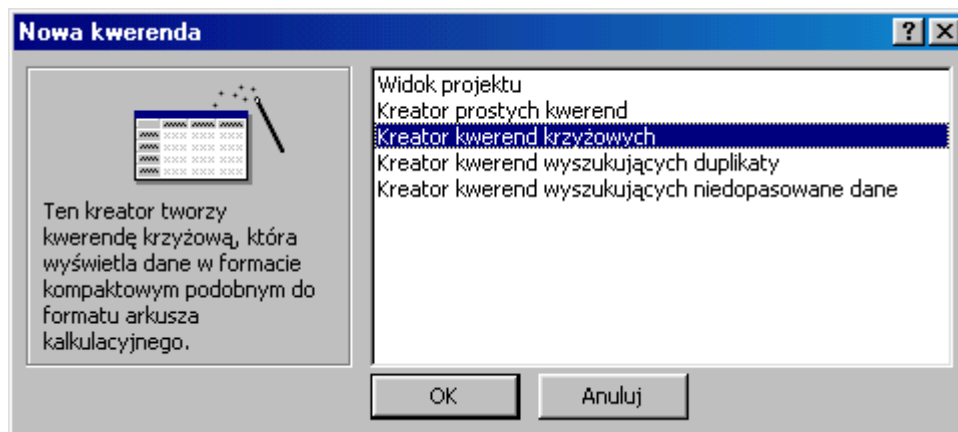 Nowa kwerenda
Widok projektu
Kreator prostych kwerend
Kreator kwerend krzyżowych
Kreator kwerend wyszukujących duplikaty
Kreator kwerend wyszukujących niedopasowane dane
Ten kreator tworzy
kwerendę krzyżową, która
wyświetla dane w formacie
kompaktowym podobnym do
formatu arkusza
kalkulacyjnego.
OK
Anuluj